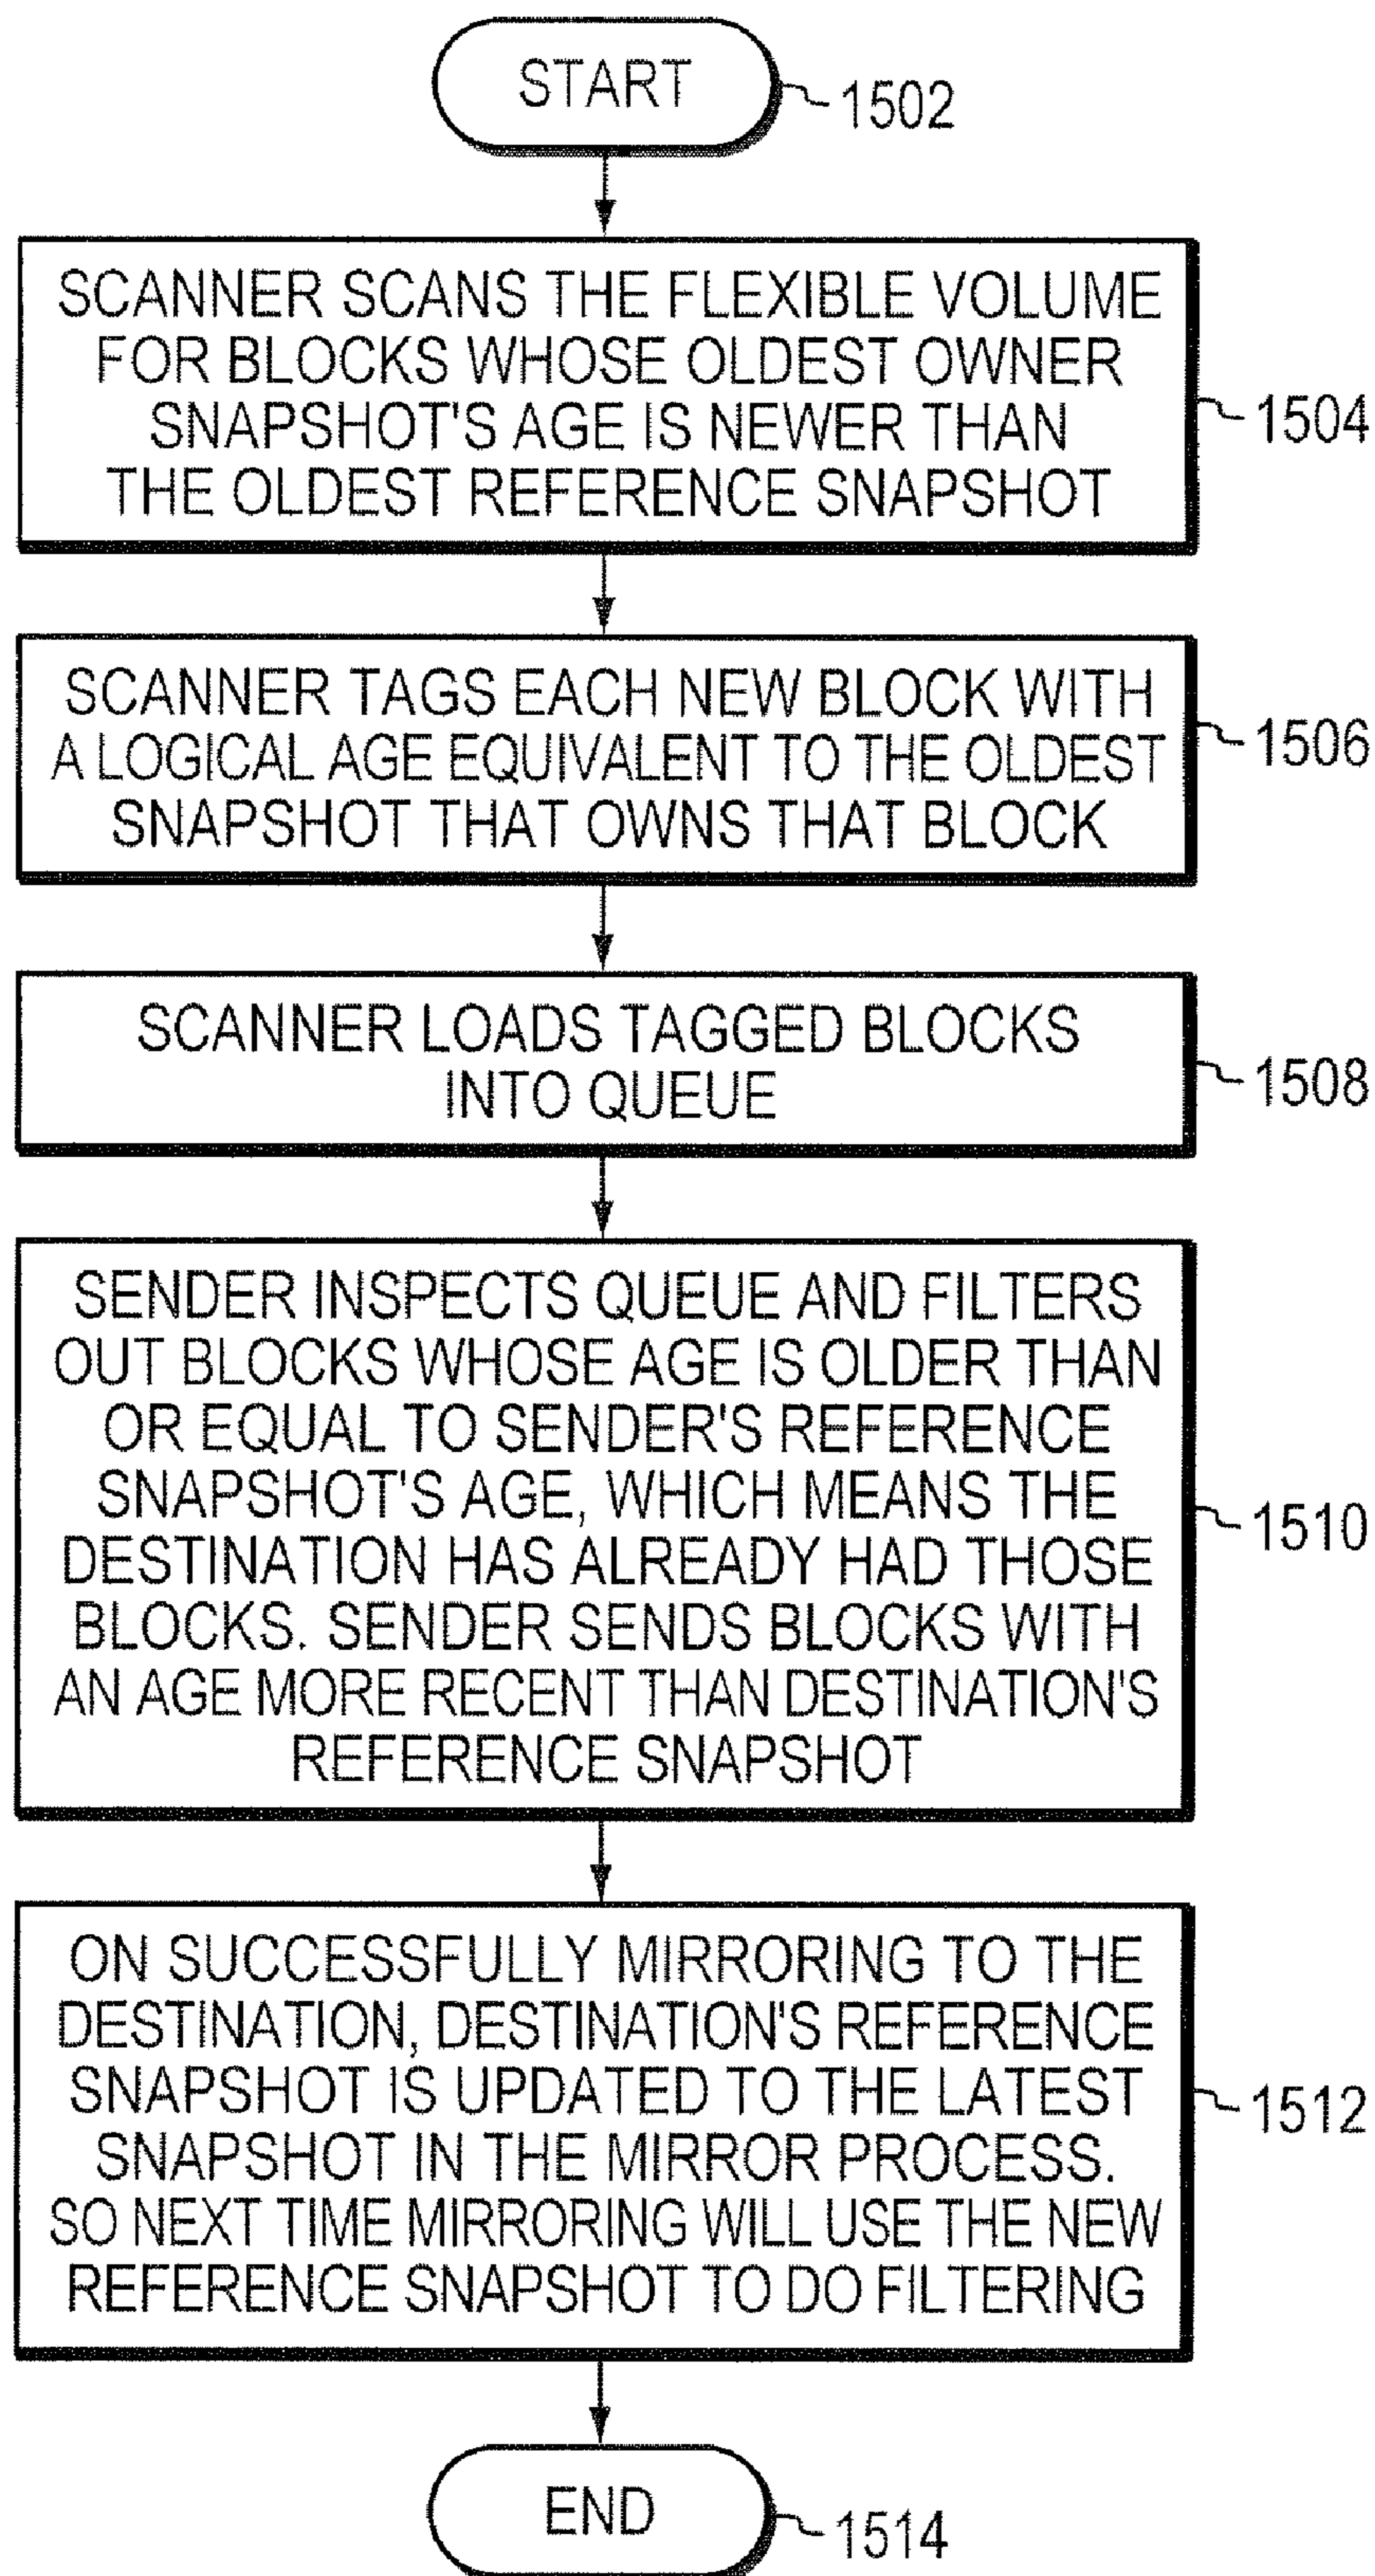 START
1502
SCANNER SCANS THE FLEXIBLE VOLUME
FOR BLOCKS WHOSE OLDEST OWNER
SNAPSHOT'S AGE IS NEWER THAN
THE OLDEST REFERENCE SNAPSHOT
1504
SCANNER TAGS EACH NEW BLOCK WITH
A LOGICAL AGE EQUIVALENT TO THE OLDEST
SNAPSHOT THAT OWNS THAT BLOCK
1506
SCANNER LOADS TAGGED BLOCKS
INTO QUEUE
1508
SENDER INSPECTS QUEUE AND FILTERS
OUT BLOCKS WHOSE AGE IS OLDER THAN
OR EQUAL TO SENDER'S REFERENCE
SNAPSHOT'S AGE, WHICH MEANS THE
DESTINATION HAS ALREADY HAD THOSE
BLOCKS. SENDER SENDS BLOCKS WITH
AN AGE MORE RECENT THAN DESTINATION'S
REFERENCE SNAPSHOT
1510
ON SUCCESSFULLY MIRRORING TO THE
DESTINATION, DESTINATION'S REFERENCE
SNAPSHOT IS UPDATED TO THE LATEST
SNAPSHOT IN THE MIRROR PROCESS.
SO NEXT TIME MIRRORING WILL USE THE NEW
REFERENCE SNAPSHOT TO DO FILTERING
1512
END
1514